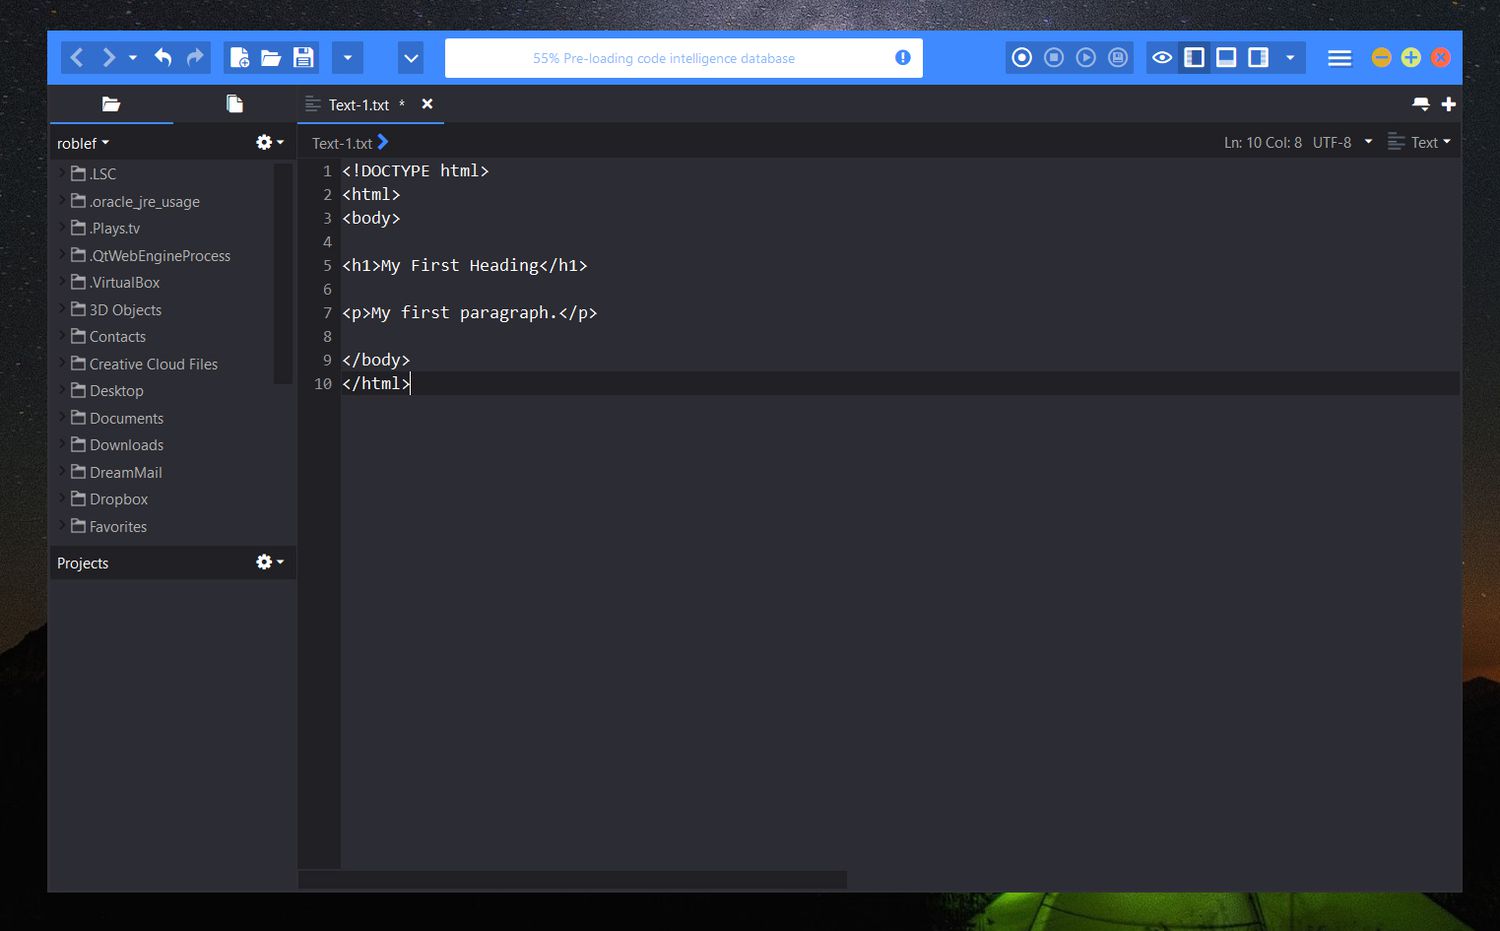 55% Pre-loading code intelligence database
Text-1.txt *
roblef
Text-1.txt
Ln: 10 Col: 8 UTF-8 Text
.LSC
.oracle_jre_usage
.Plays.tv
.QtWebEngineProcess
.VirtualBox
3D Objects
Contacts
Creative Cloud Files
Desktop
Documents
Downloads
DreamMail
Dropbox
Favorites
Projects
1 <!DOCTYPE html>
2 <html>
3 <body>
4
5 <h1>My First Heading</h1>
6
7 <p>My first paragraph.</p>
8
9 </body>
10 </html>